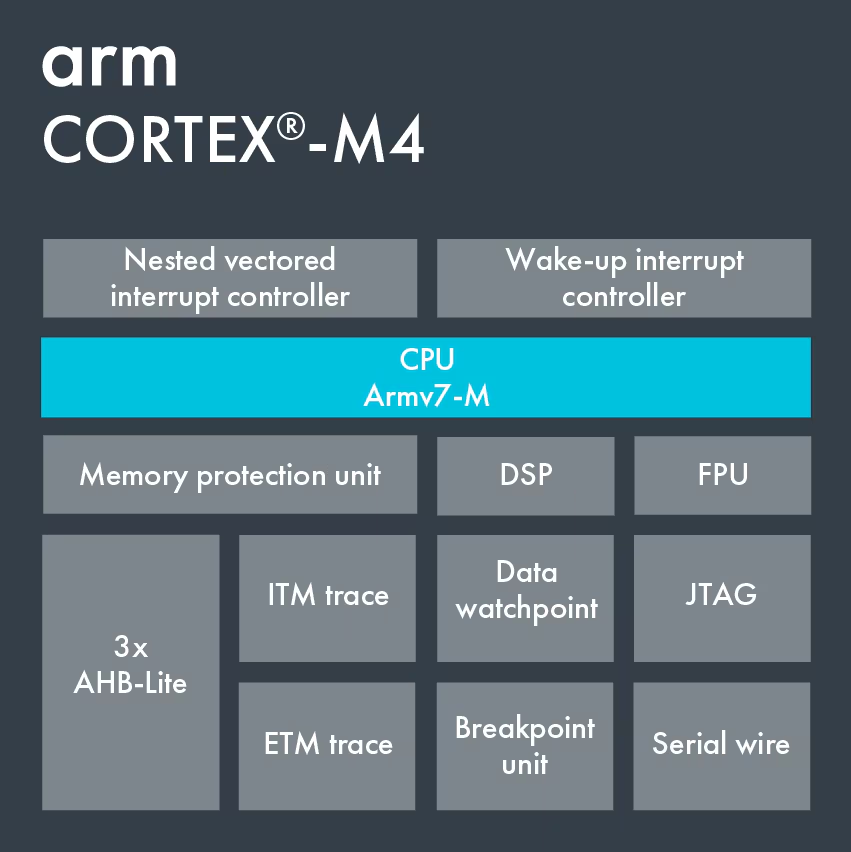 arm
CORTEX®-M4
Nested vectored
interrupt controller
Wake-up interrupt
controller
CPU
Armv7-M
Memory protection unit
DSP
FPU
3x
AHB-Lite
ITM trace
Data
watchpoint
JTAG
ETM trace
Breakpoint
unit
Serial wire